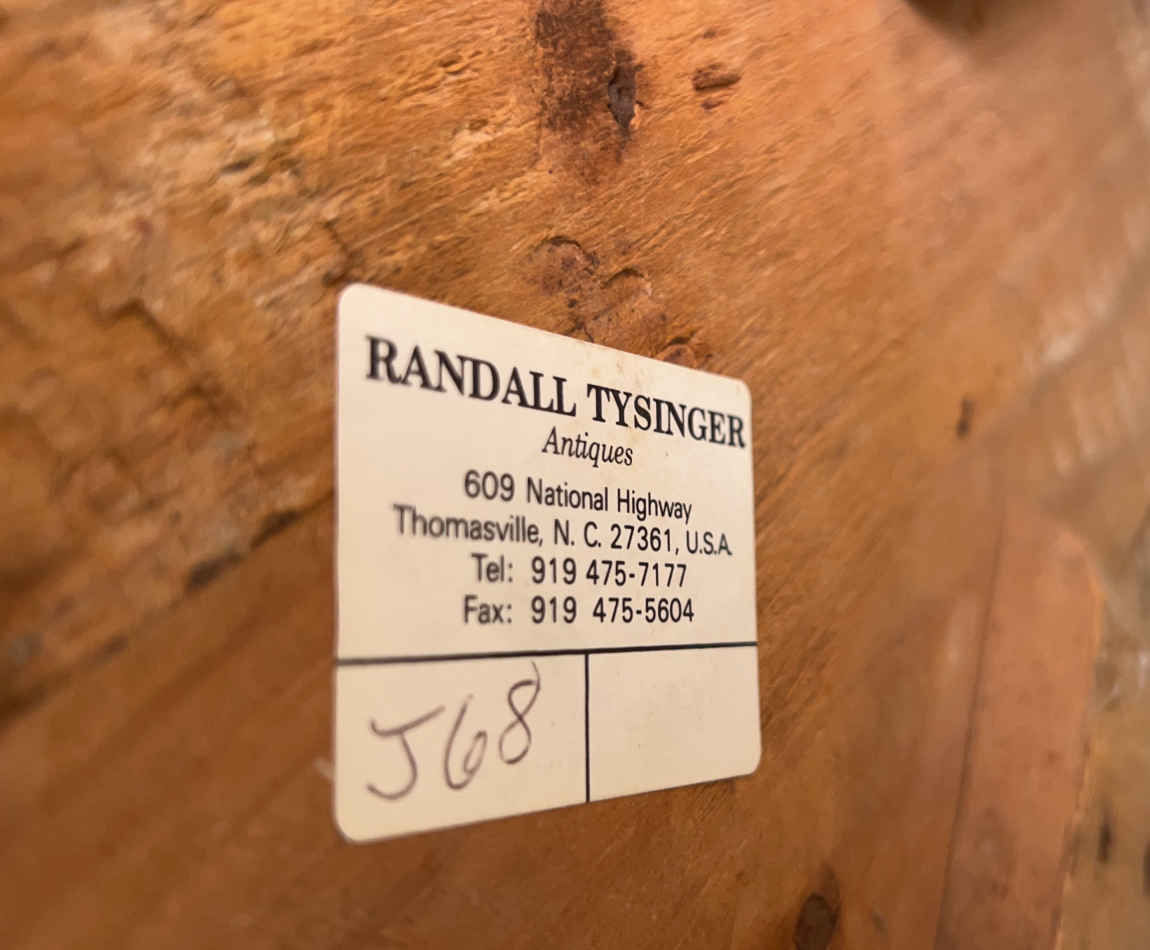 RANDALL TYSINGER
Antiques
609 National Highway
Thomasville, N. C. 27361, U.S.A.
Tel: 919 475-7177
Fax: 919 475-5604
J68